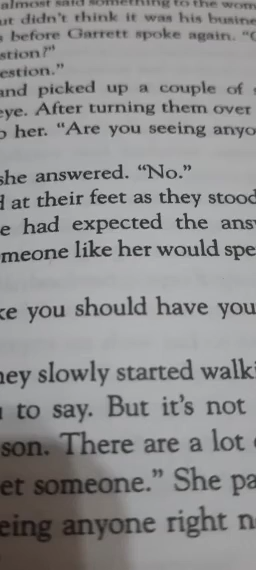 almost said something to the wom
ut didn't think it was his busine
before Garrett spoke again. "
stion?"
estion."
and picked up a couple of
eye. After turning them over
o her. "Are you seeing anyo
she answered. "No."
d at their feet as they stood
e had expected the ans
meone like her would spe
ke you should have you
hey slowly started walki
to say. But it's not
son. There are a lot
et someone." She pa
eing anyone right n